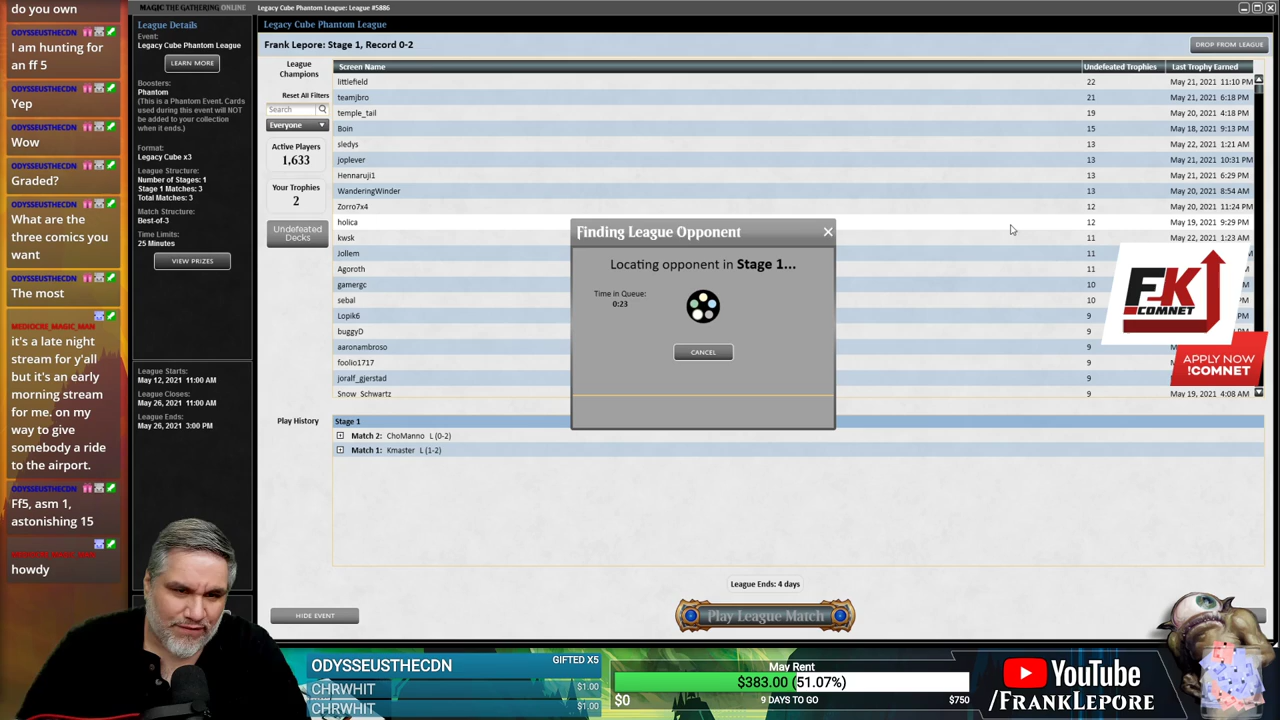 do you own
ODYSSEUSTHECDN
I am hunting for
an ff 5
ODYSSEUSTHECDN
Yep
ODYSSEUSTHECDN
Wow
ODYSSEUSTHECDN
Graded?
ODYSSEUSTHECDN
What are the
three comics you
want
ODYSSEUSTHECDN
The most
MEDIOCRE_MAGIC_MAN
it's a late night
stream for y'all
but it's an early
morning stream
for me. on my
way to give
somebody a ride
to the airport.
ODYSSEUSTHECDN
Ff5, asm 1,
astonishing 15
howdy
MAGIC THE GATHERING ONLINE
Legacy Cube Phantom League: League #5886
League Details
Event:
Legacy Cube Phantom League
LEARN MORE
Boosters:
Phantom
(This is a Phantom Event. Cards
used during this event will NOT
be added to your collection
when it ends.)
Format:
Legacy Cube x3
League Structure:
Number of Stages: 1
Stage 1 Matches: 3
Total Matches: 3
Match Structure:
Best-of-3
Time Limits:
25 Minutes
VIEW PRIZES
League Starts:
May 12, 2021 11:00 AM
League Closes:
May 26, 2021 11:00 AM
League Ends:
May 26, 2021 3:00 PM
Legacy Cube Phantom League
Frank Lepore: Stage 1, Record 0-2
DROP FROM LEAGUE
League
Champions
Reset All Filters
Search
Everyone
Active Players
1,633
Your Trophies
2
Undefeated
Decks
Screen Name Undefeated Trophies Last Trophy Earned
littlefield 22 May 21, 2021 11:10 PM
teamjbro 21 May 21, 2021 6:18 PM
temple_tail 19 May 20, 2021 4:18 PM
Boin 15 May 18, 2021 9:13 PM
sledys 13 May 22, 2021 1:21 AM
joplever 13 May 21, 2021 10:31 PM
Hennaruji1 13 May 21, 2021 6:29 PM
WanderingWinder 13 May 20, 2021 8:54 AM
Zorro7x4 12 May 20, 2021 11:24 PM
holica 12 May 19, 2021 9:29 PM
kwsk 11 May 22, 2021 1:23 AM
Jollem 11
Agoroth 11
gamergc 10
sebal 10
Lopik6 9
buggyD 9
aaronambroso 9
foolio1717 9
joralf_gjerstad 9
Snow_Schwartz 9 May 19, 2021 4:08 AM
Finding League Opponent
Locating opponent in Stage 1...
Time in Queue:
0:23
CANCEL
FK
.COMNET
APPLY NOW
!COMNET
Play History
Stage 1
Match 2: ChoManno L (0-2)
Match 1: Kmaster L (1-2)
League Ends: 4 days
HIDE EVENT
Play League Match
ODYSSEUSTHECDN GIFTED X5
CHRWHIT $1.00
CHRWHIT $1.00
May Rent
$383.00 (51.07%)
$0 9 DAYS TO GO $750
YouTube
/FRANKLEPORE